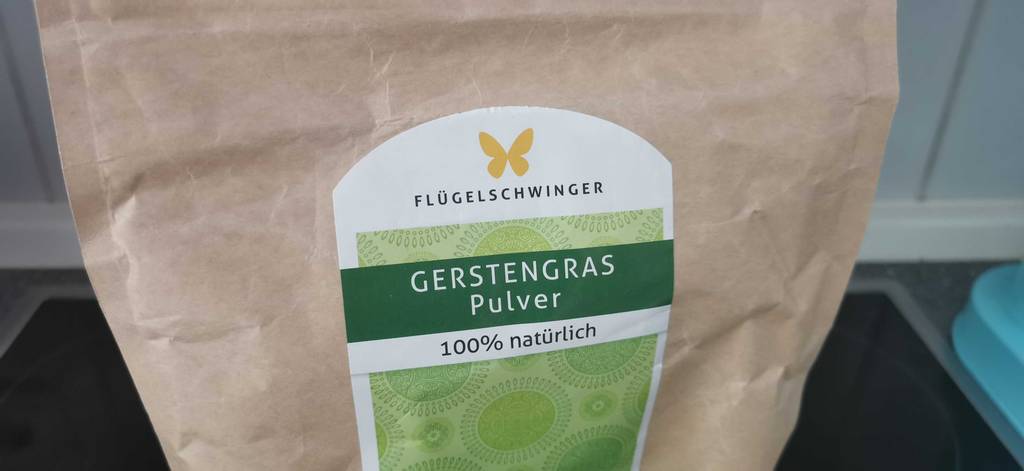 FLÜGELSCHWINGER
GERSTENGRAS
Pulver
100% natürlich